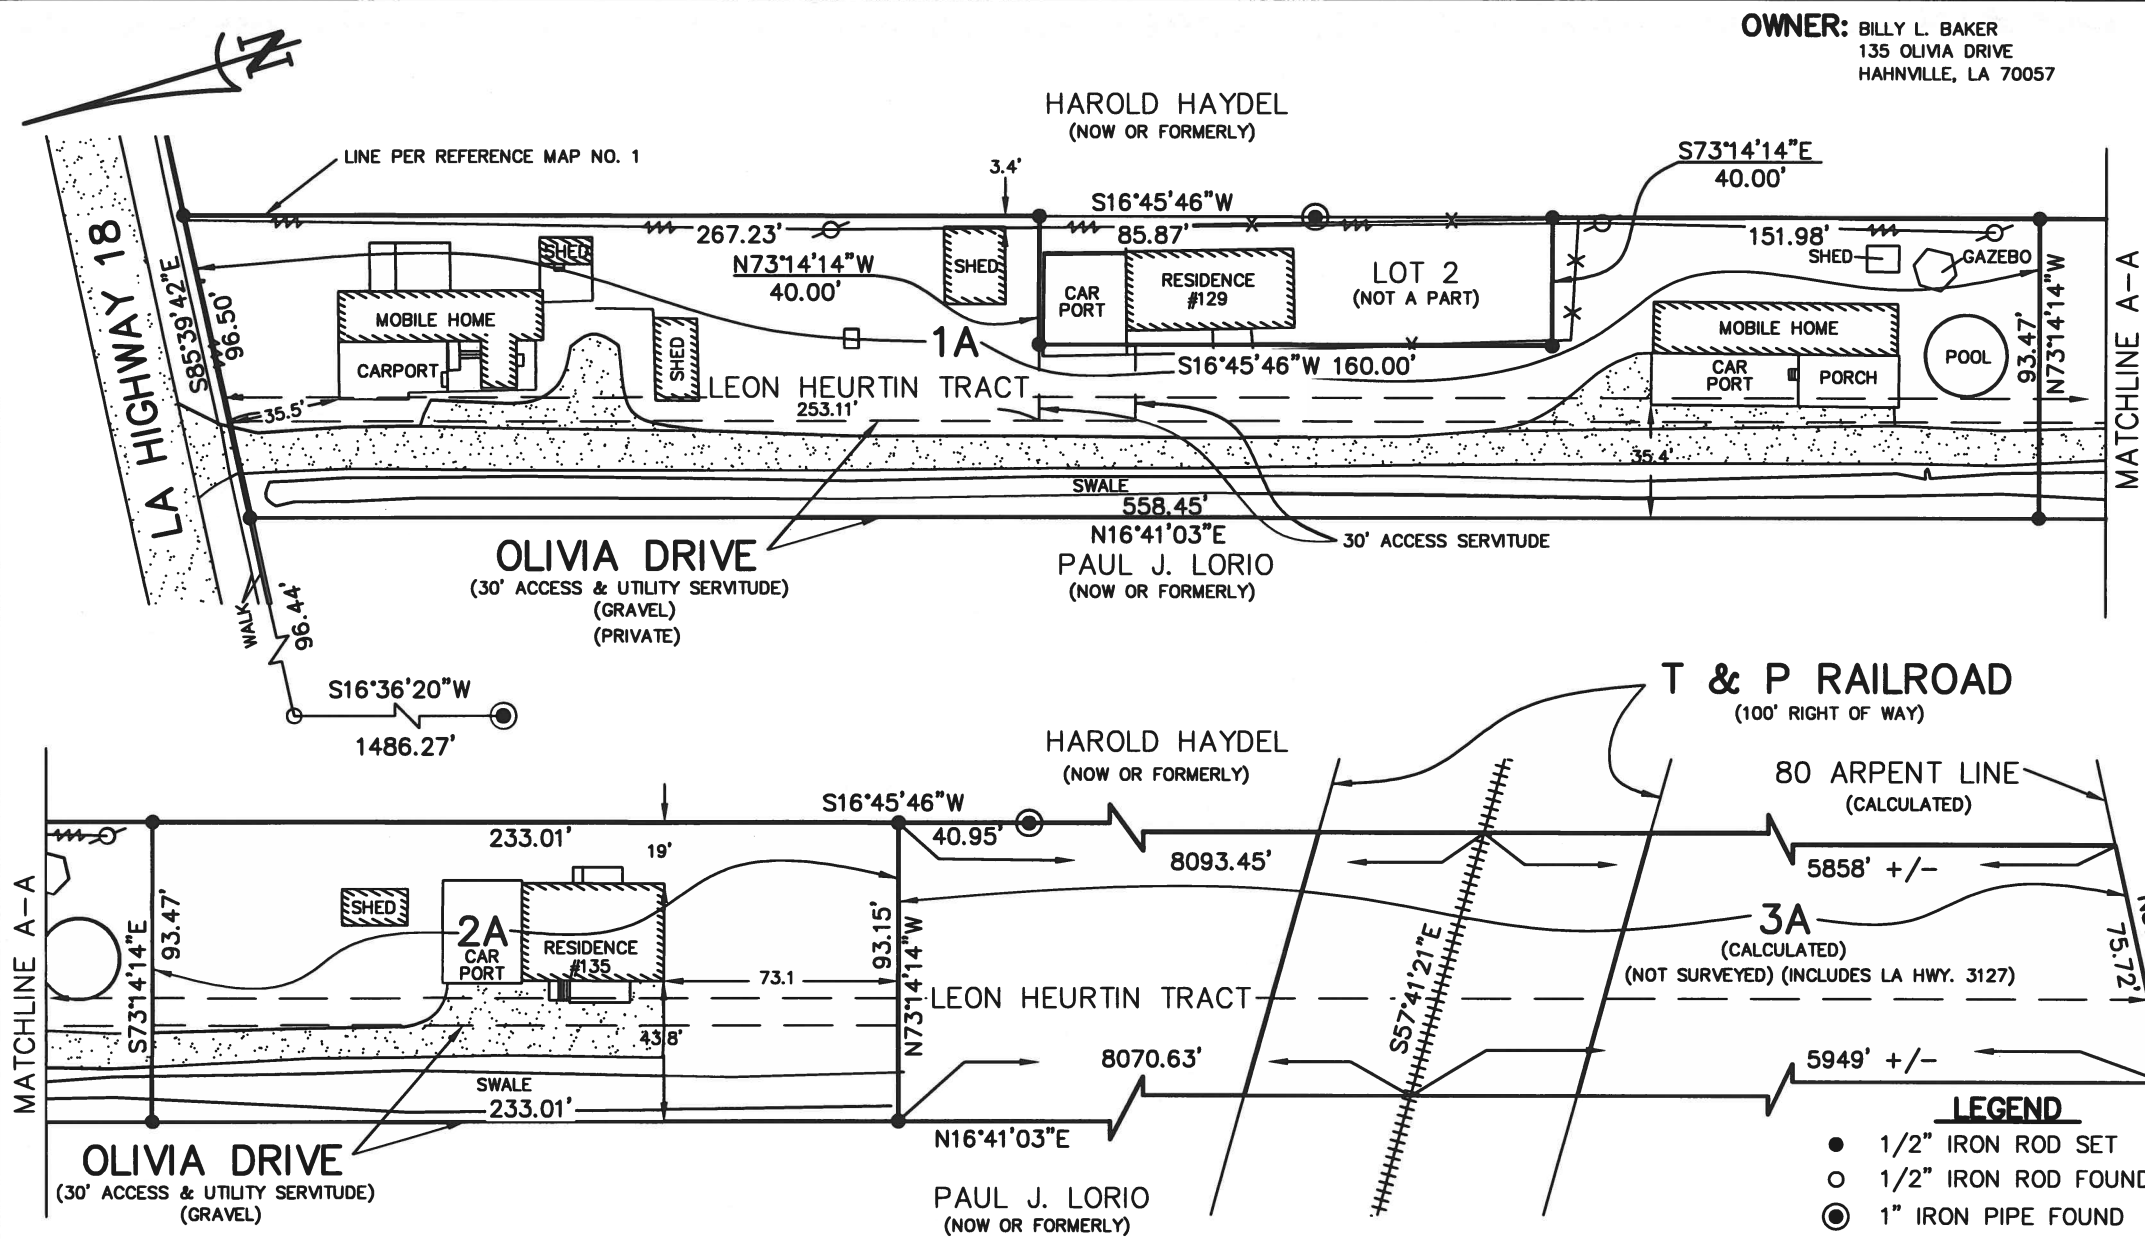 OWNER: BILLY L. BAKER
135 OLIVIA DRIVE
HAHNVILLE, LA 70057
N
HAROLD HAYDEL
(NOW OR FORMERLY)
LINE PER REFERENCE MAP NO. 1
3.4'
S73°14'14"E
40.00'
S16°45'46"W
267.23'
85.87'
151.98'
N73°14'14"W
40.00'
LA HIGHWAY 18
S85°39'42"E
96.50'
SHED
SHED
SHED
MOBILE HOME
CARPORT
CAR
PORT
RESIDENCE
#129
LOT 2
(NOT A PART)
SHED
GAZEBO
MOBILE HOME
CAR
PORT
PORCH
POOL
93.47'
N73°14'14"W
MATCHLINE A-A
1A
S16°45'46"W 160.00'
LEON HEURTIN TRACT
253.11'
35.5'
35.4'
SWALE
558.45'
N16°41'03"E
PAUL J. LORIO
(NOW OR FORMERLY)
30' ACCESS SERVITUDE
OLIVIA DRIVE
(30' ACCESS & UTILITY SERVITUDE)
(GRAVEL)
(PRIVATE)
WALK
96.44'
S16°36'20"W
1486.27'
T & P RAILROAD
(100' RIGHT OF WAY)
HAROLD HAYDEL
(NOW OR FORMERLY)
80 ARPENT LINE
(CALCULATED)
S16°45'46"W
233.01'
19'
40.95'
8093.45'
5858' +/-
MATCHLINE A-A
S73°14'14"E
93.47'
SHED
2A
CAR
PORT
RESIDENCE
#135
73.1
43.8'
93.15'
N73°14'14"W
S57°41'21"E
3A
(CALCULATED)
(NOT SURVEYED) (INCLUDES LA HWY. 3127)
75.72'
LEON HEURTIN TRACT
8070.63'
5949' +/-
SWALE
233.01'
N16°41'03"E
OLIVIA DRIVE
(30' ACCESS & UTILITY SERVITUDE)
(GRAVEL)
PAUL J. LORIO
(NOW OR FORMERLY)
LEGEND
1/2" IRON ROD SET
1/2" IRON ROD FOUND
1" IRON PIPE FOUND